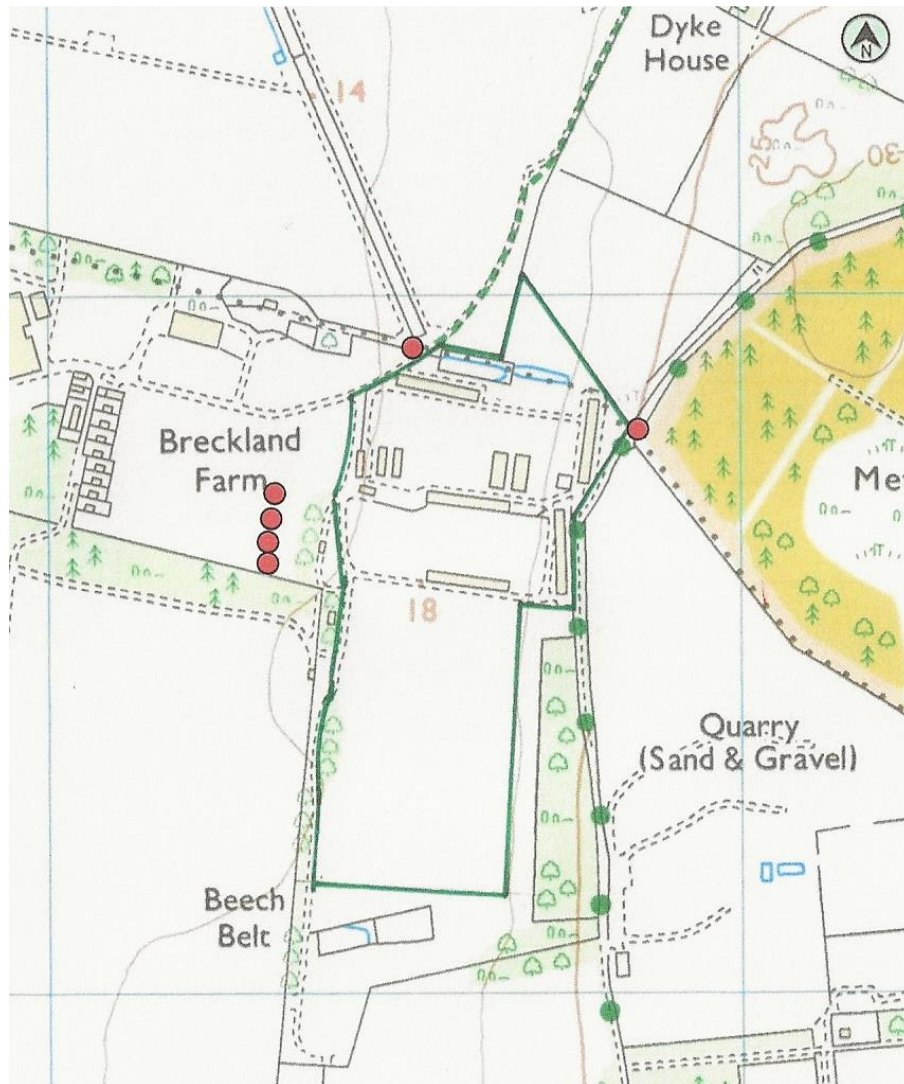 Dyke
House
N
14
25
30
Breckland
Farm
Me
18
Quarry
(Sand & Gravel)
Beech
Belt